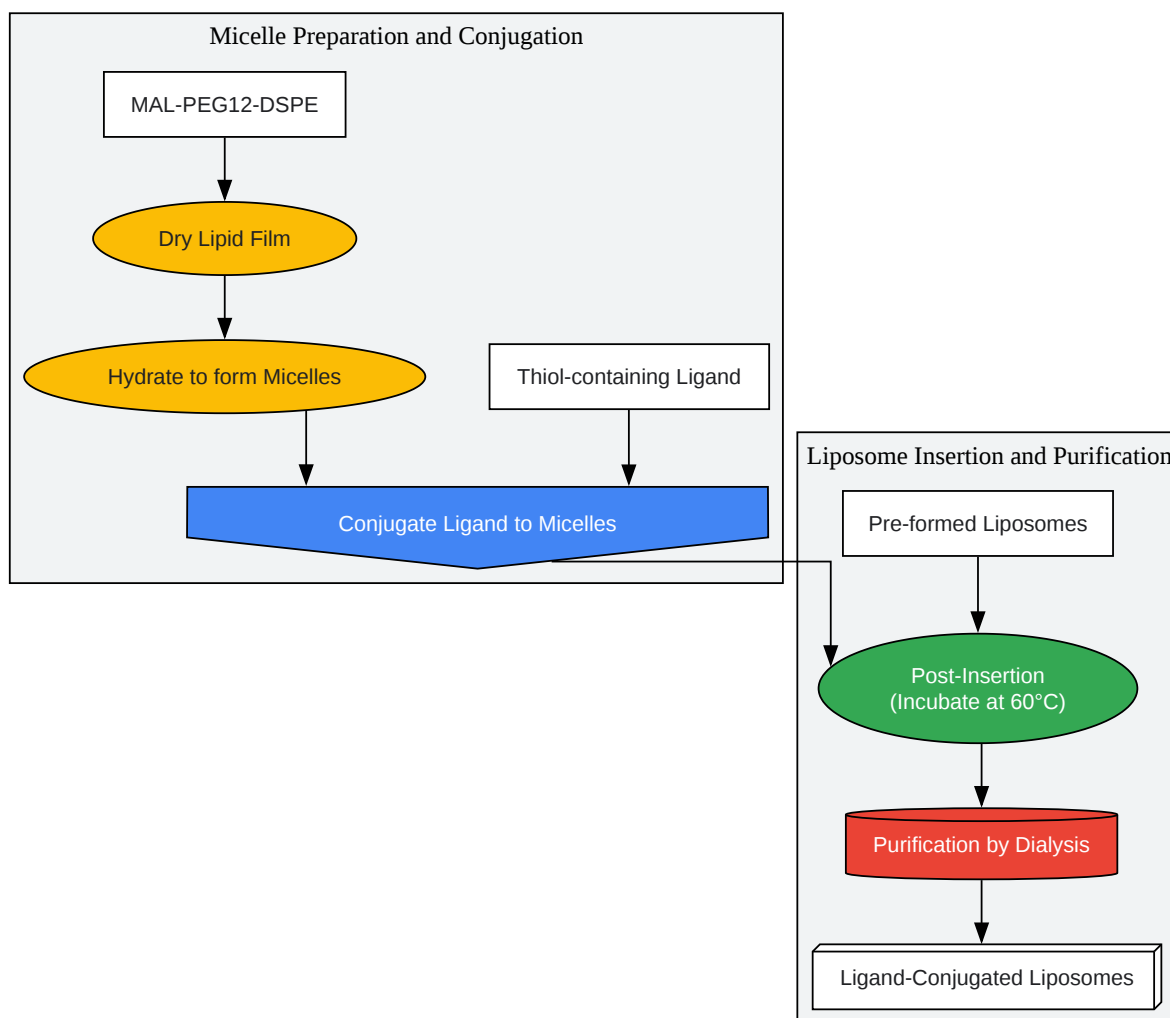 Micelle Preparation and Conjugation
MAL-PEG12-DSPE
Dry Lipid Film
Hydrate to form Micelles
Thiol-containing Ligand
Conjugate Ligand to Micelles
Liposome Insertion and Purification
Pre-formed Liposomes
Post-Insertion
(Incubate at 60°C)
Purification by Dialysis
Ligand-Conjugated Liposomes